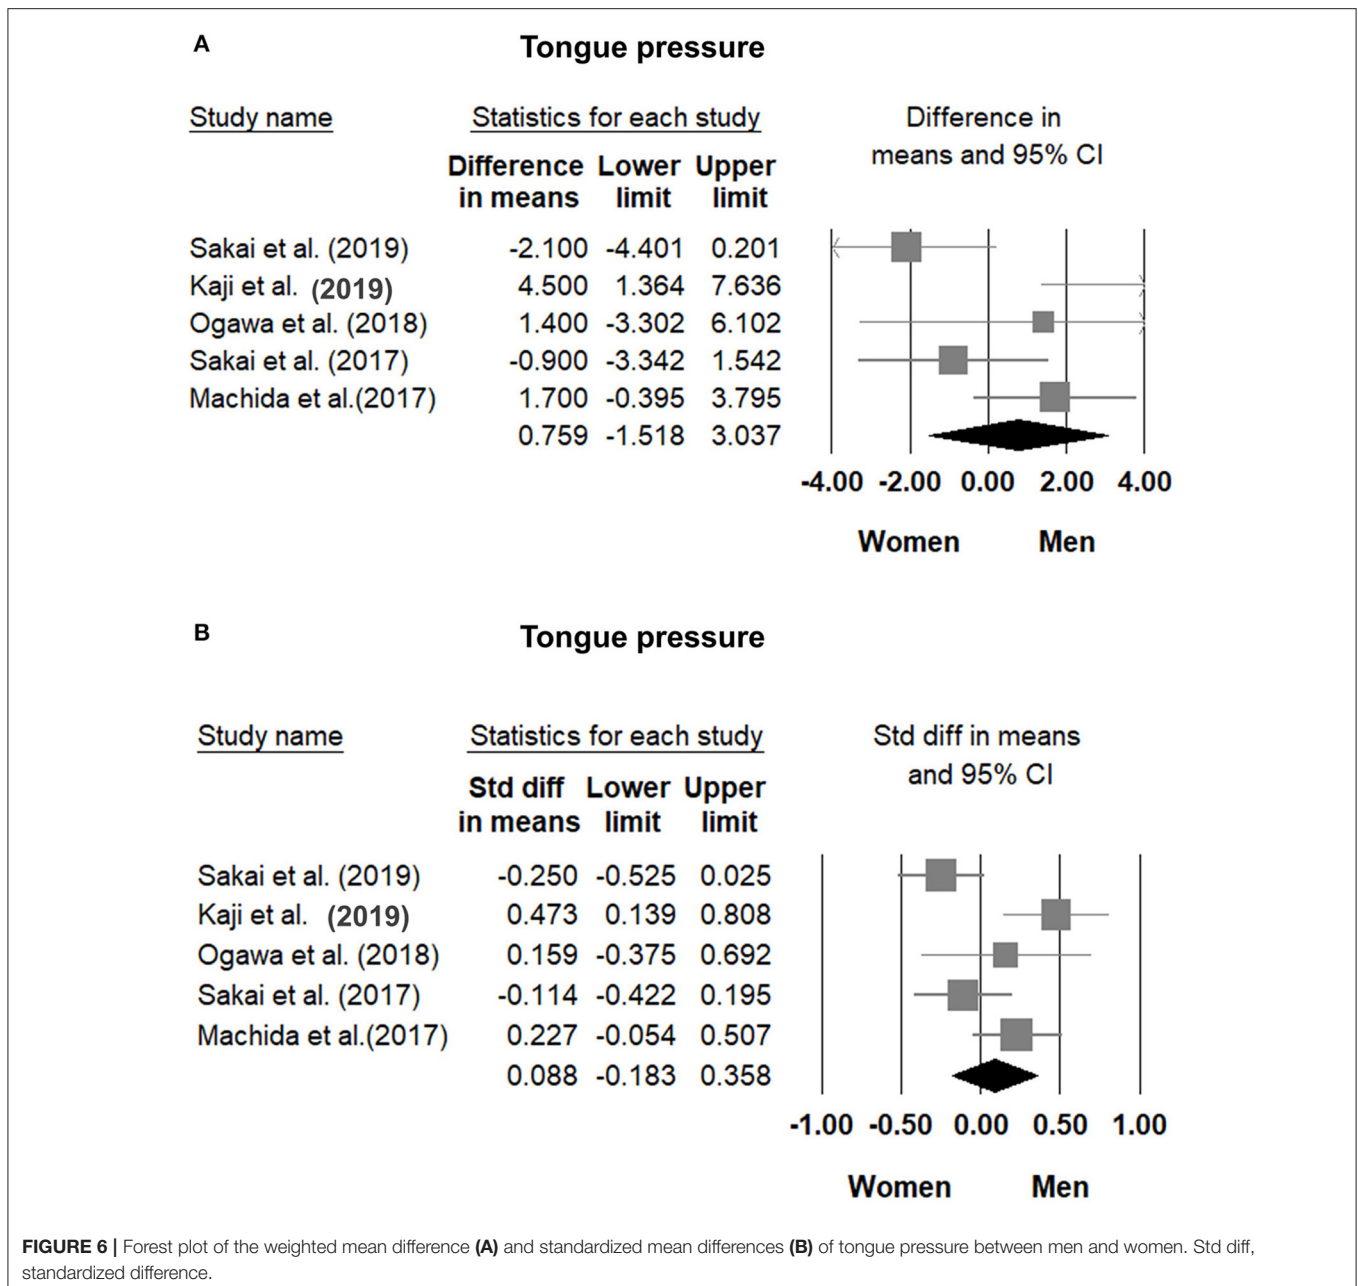 A
Tongue pressure
Study name Statistics for each study Difference in
means and 95% CI
Difference Lower Upper
in means limit limit
Sakai et al. (2019) -2.100 -4.401 0.201
Kaji et al. (2019) 4.500 1.364 7.636
Ogawa et al. (2018) 1.400 -3.302 6.102
Sakai et al. (2017) -0.900 -3.342 1.542
Machida et al.(2017) 1.700 -0.395 3.795
0.759 -1.518 3.037
-4.00 -2.00 0.00 2.00 4.00
Women Men
B
Tongue pressure
Study name Statistics for each study Std diff in means
and 95% CI
Std diff Lower Upper
in means limit limit
Sakai et al. (2019) -0.250 -0.525 0.025
Kaji et al. (2019) 0.473 0.139 0.808
Ogawa et al. (2018) 0.159 -0.375 0.692
Sakai et al. (2017) -0.114 -0.422 0.195
Machida et al.(2017) 0.227 -0.054 0.507
0.088 -0.183 0.358
-1.00 -0.50 0.00 0.50 1.00
Women Men
FIGURE 6 | Forest plot of the weighted mean difference (A) and standardized mean differences (B) of tongue pressure between men and women. Std diff,
standardized difference.